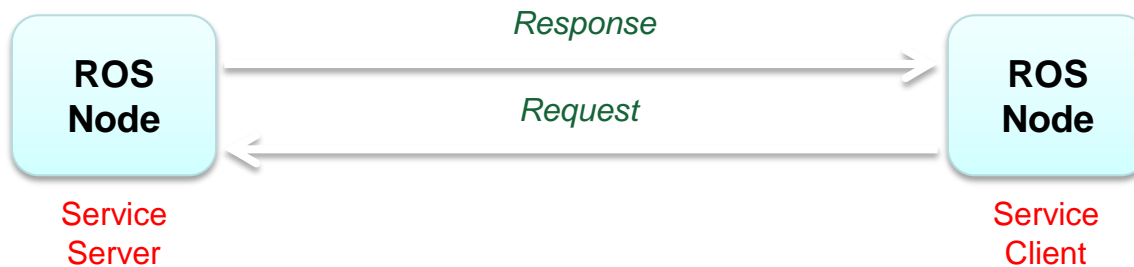 Response
ROS
Node
ROS
Node
Request
Service
Server
Service
Client